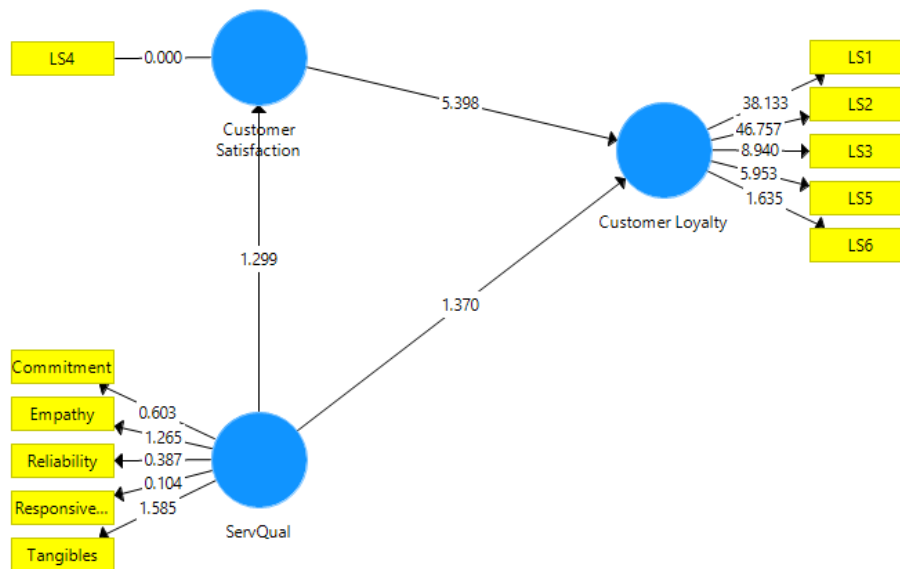 LS4
0.000
Customer
Satisfaction
5.398
LS1
38.133
LS2
46.757
LS3
8.940
LS5
5.953
LS6
1.635
Customer Loyalty
1.299
1.370
Commitment
0.603
Empathy
1.265
Reliability
0.387
Responsive...
0.104
Tangibles
1.585
ServQual